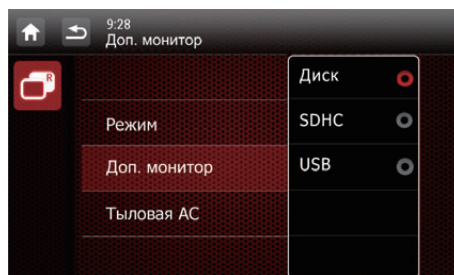 9:28
Доп. монитор
R
Диск
Режим
SDHC
Доп. монитор
USB
Тыловая АС